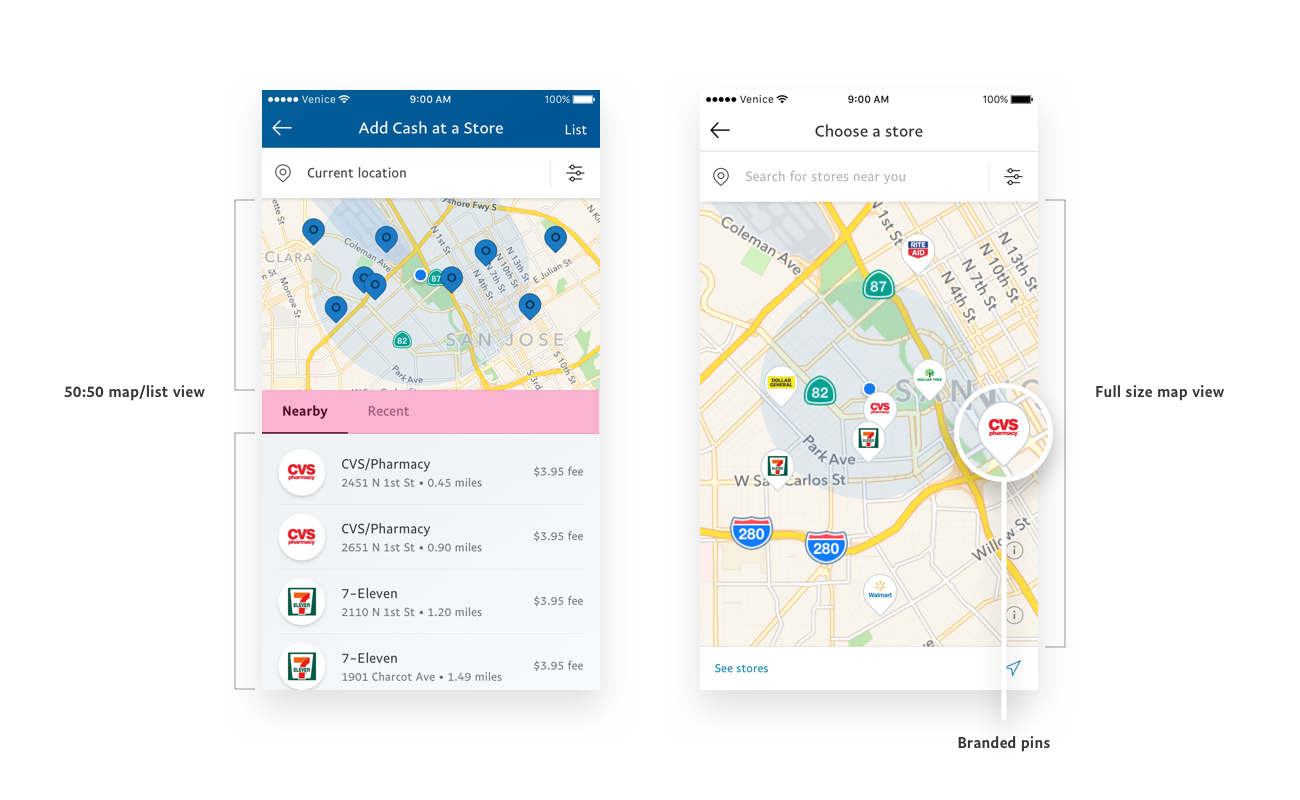 Venice
9:00 AM
100%
Add Cash at a Store
List
Current location
yshore Fwy S
N 1st St
Coleman Ave
CLARA
N 13th St
N 10th St
N 7th St
N 4th St
E Julian St
Monroe St
87
82
SAN JOSE
Park Ave
S 10th St
S 3rd
50:50 map/list view
Nearby
Recent
CVS
pharmacy
CVS/Pharmacy
2451 N 1st St • 0.45 miles
$3.95 fee
CVS
pharmacy
CVS/Pharmacy
2651 N 1st St • 0.90 miles
$3.95 fee
7
ELEVEN
7-Eleven
2110 N 1st St • 1.20 miles
$3.95 fee
7
ELEVEN
7-Eleven
1901 Charcot Ave • 1.49 miles
$3.95 fee
Venice
9:00 AM
100%
Choose a store
Search for stores near you
N 1st St
Coleman Ave
RITE
AID
N 13th St
N 10th St
N 7th St
N 4th St
87
DOLLAR
GENERAL
82
DOLLAR TREE
SAN
CVS
pharmacy
CVS
pharmacy
7
ELEVEN
Park Ave
7
ELEVEN
W San Carlos St
280
280
Willow St
Walmart
See stores
Full size map view
Branded pins